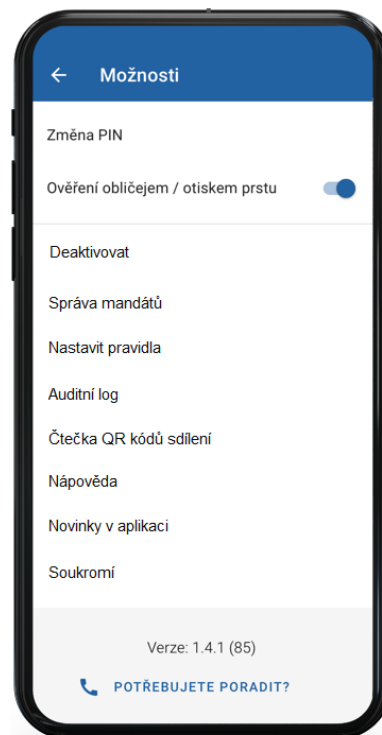 Možnosti
Změna PIN
Ověření obličejem / otiskem prstu
Deaktivovat
Správa mandátů
Nastavit pravidla
Auditní log
Čtečka QR kódů sdílení
Nápověda
Novinky v aplikaci
Soukromí
Verze: 1.4.1 (85)
POTŘEBUJETE PORADIT?